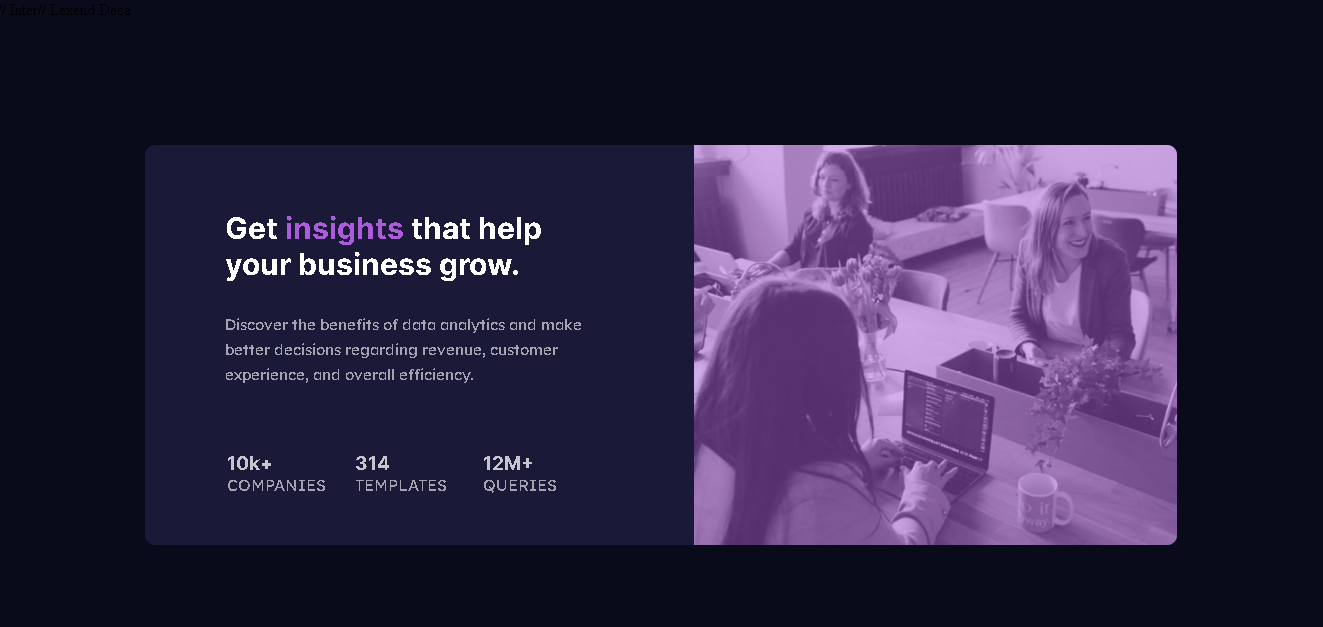 // Inter// Lexend Deca
Get insights that help
your business grow.
Discover the benefits of data analytics and make
better decisions regarding revenue, customer
experience, and overall efficiency.
10k+ 314 12M+
COMPANIES TEMPLATES QUERIES